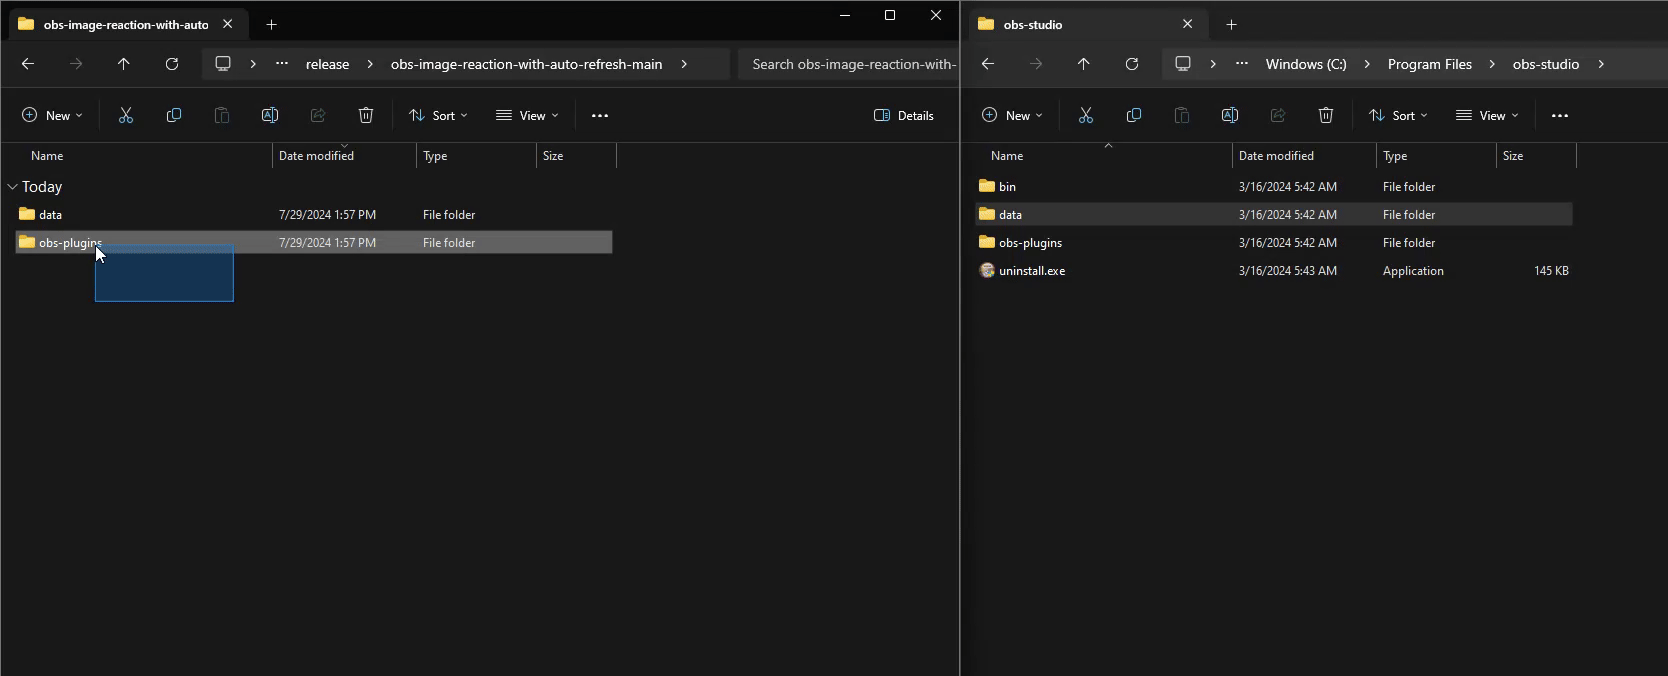 obs-image-reaction-with-auto
release > obs-image-reaction-with-auto-refresh-main >
Search obs-image-reaction-with-
New
Sort
View
Details
Name
Date modified
Type
Size
Today
data 7/29/2024 1:57 PM File folder
obs-plugins 7/29/2024 1:57 PM File folder
obs-studio
Windows (C:) > Program Files > obs-studio >
New
Sort
View
Name
Date modified
Type
Size
bin 3/16/2024 5:42 AM File folder
data 3/16/2024 5:42 AM File folder
obs-plugins 3/16/2024 5:42 AM File folder
uninstall.exe 3/16/2024 5:43 AM Application 145 KB